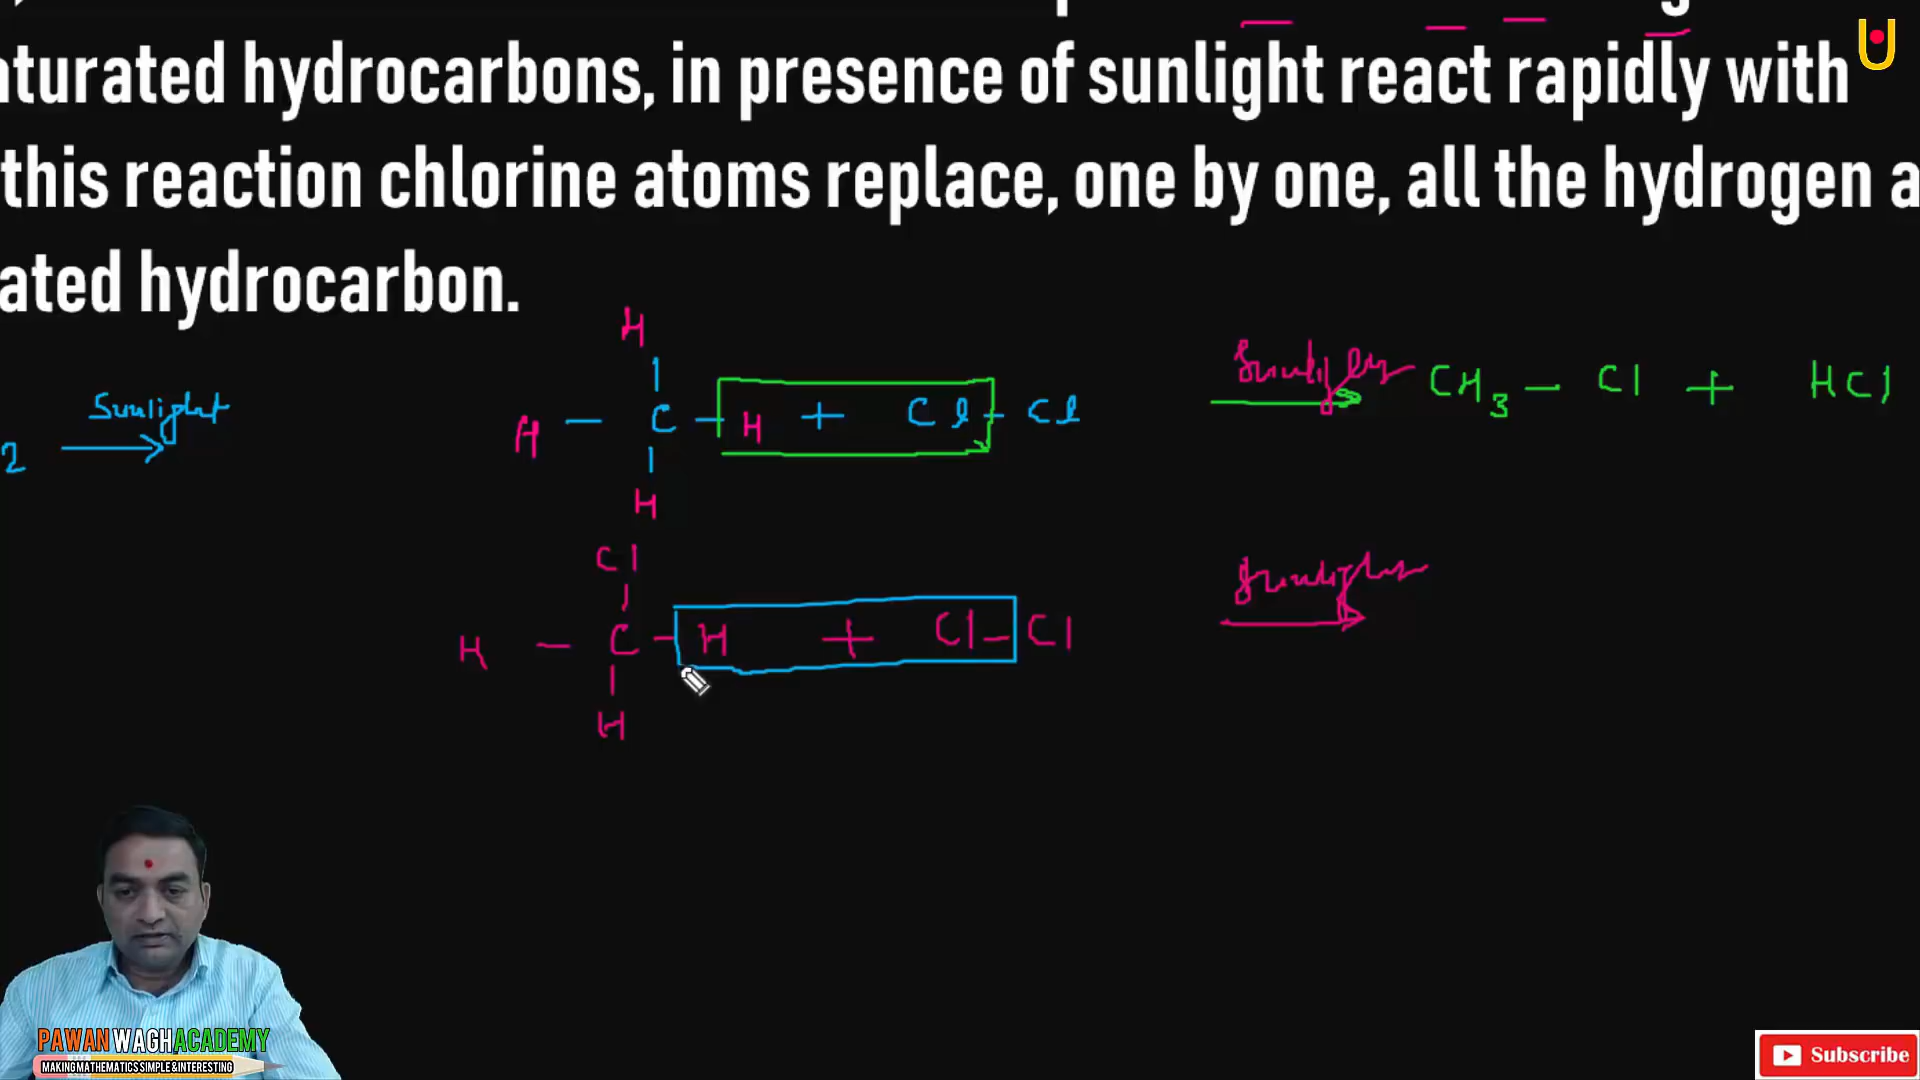 aturated hydrocarbons, in presence of sunlight react rapidly with
this reaction chlorine atoms replace, one by one, all the hydrogen a
ated hydrocarbon.
H
2 Sunlight → H — C — H + Cl — Cl Sunlight → CH3 — Cl + HCl
H
Cl
H — C — H + Cl — Cl Sunlight →
H
PAWAN WAGH ACADEMY
MAKING MATHEMATICS SIMPLE & INTERESTING
Subscribe